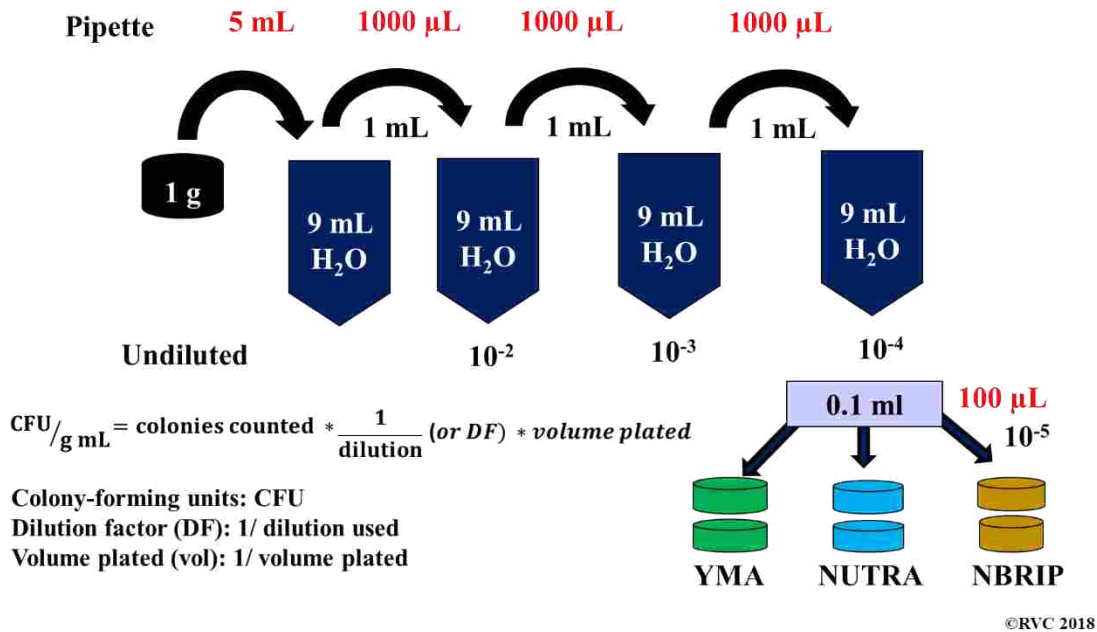 Pipette 5 mL 1000 µL 1000 µL 1000 µL
1 mL 1 mL 1 mL
1 g
9 mL 9 mL 9 mL 9 mL
H₂O H₂O H₂O H₂O
Undiluted 10⁻² 10⁻³ 10⁻⁴
0.1 ml 100 µL
10⁻⁵
CFU/g mL = colonies counted * 1/dilution (or DF) * volume plated
Colony-forming units: CFU
Dilution factor (DF): 1/ dilution used
Volume plated (vol): 1/ volume plated
YMA NUTRA NBRIP
©RVC 2018